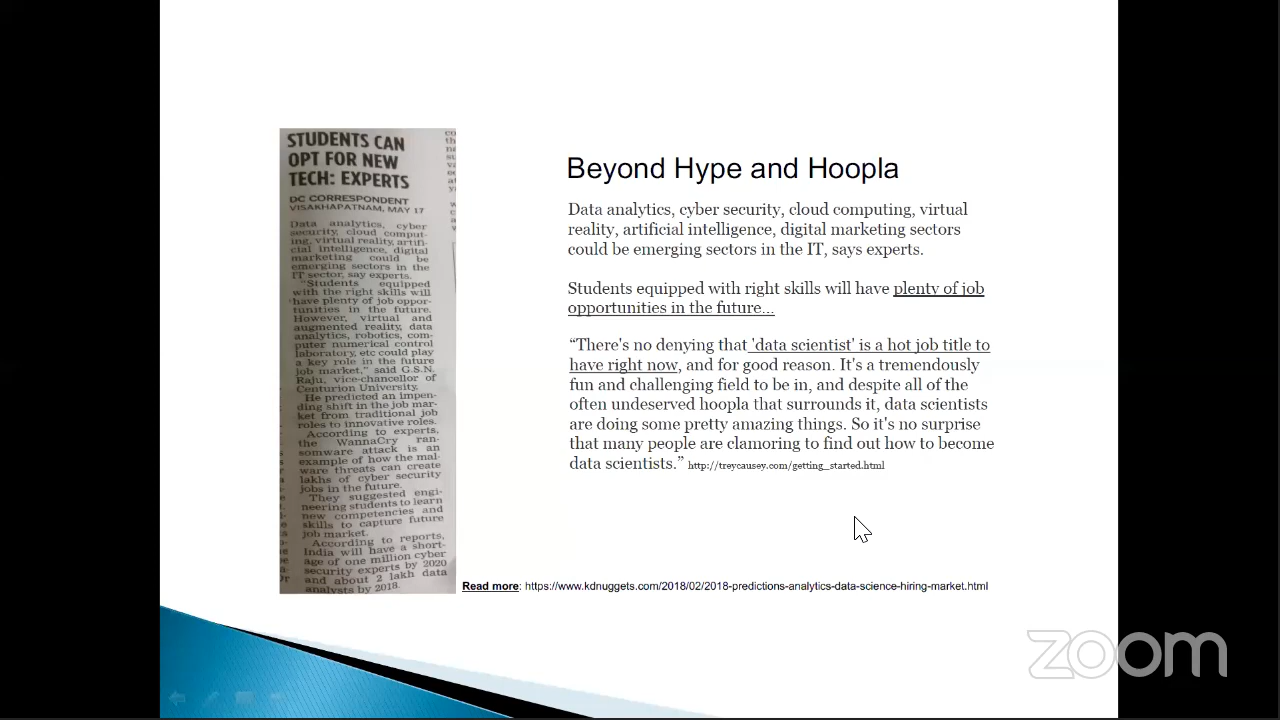 STUDENTS CAN
OPT FOR NEW
TECH: EXPERTS
DC CORRESPONDENT
VISAKHAPATNAM, MAY 17
Data analytics, cyber
security, cloud comput-
ing, virtual reality, artifi-
cial intelligence, digital
marketing could be
emerging sectors in the
IT sector, say experts.
"Students equipped
with the right skills will
have plenty of job oppor-
tunities in the future.
However, virtual and
augmented reality, data
analytics, robotics, com-
puter numerical control
laboratory, etc could play
a key role in the future
job market," said G.S.N.
Raju, vice-chancellor of
Centurion University.
He predicted an impen-
ding shift in the job mar-
ket from traditional job
roles to innovative roles.
According to experts,
the WannaCry ran-
somware attack is an
example of how the mal-
ware threats can create
lakhs of cyber security
jobs in the future.
They suggested engi-
neering students to learn
new competencies and
skills to capture future
job market.
According to reports,
India will have a short-
age of one million cyber
security experts by 2020
and about 2 lakh data
analysts by 2018.
Beyond Hype and Hoopla
Data analytics, cyber security, cloud computing, virtual
reality, artificial intelligence, digital marketing sectors
could be emerging sectors in the IT, says experts.
Students equipped with right skills will have plenty of job
opportunities in the future...
“There's no denying that 'data scientist' is a hot job title to
have right now, and for good reason. It's a tremendously
fun and challenging field to be in, and despite all of the
often undeserved hoopla that surrounds it, data scientists
are doing some pretty amazing things. So it's no surprise
that many people are clamoring to find out how to become
data scientists.” http://treycausey.com/getting_started.html
Read more: https://www.kdnuggets.com/2018/02/2018-predictions-analytics-data-science-hiring-market.html
zoom